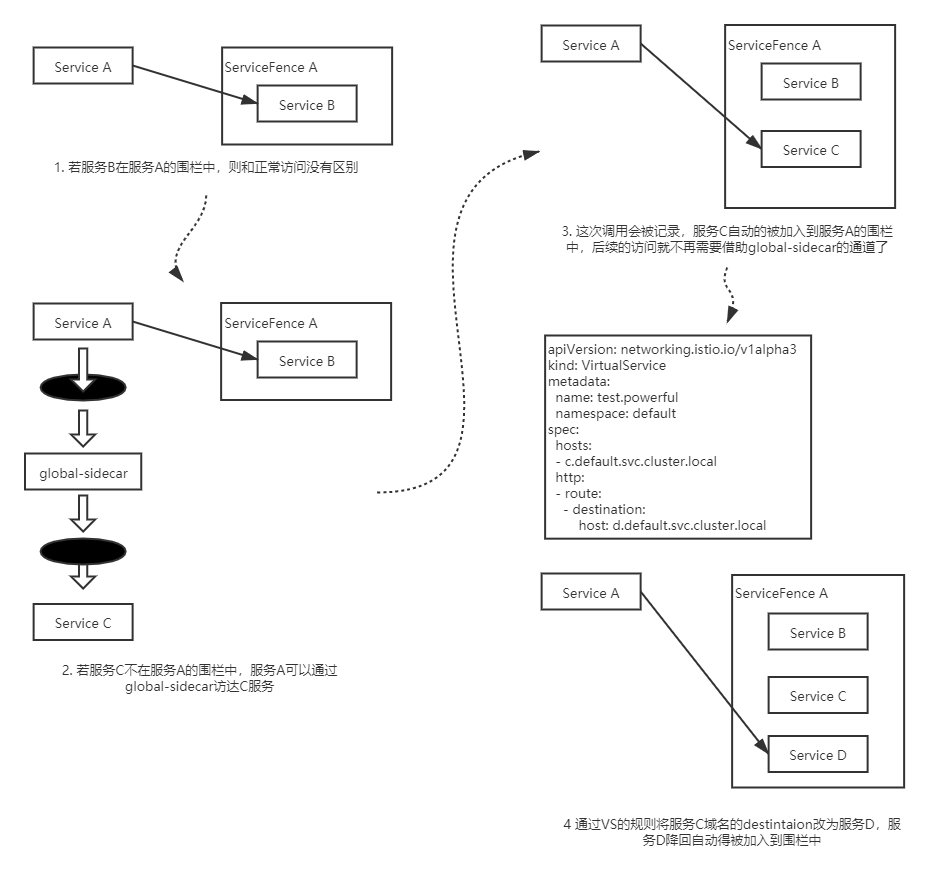 Service A
ServiceFence A
Service B
1. 若服务B在服务A的围栏中，则和正常访问没有区别
Service A
ServiceFence A
Service B
global-sidecar
Service C
2. 若服务C不在服务A的围栏中，服务A可以通过
global-sidecar访达C服务
Service A
ServiceFence A
Service B
Service C
3. 这次调用会被记录，服务C自动的被加入到服务A的围栏
中，后续的访问就不再需要借助global-sidecar的通道了
apiVersion: networking.istio.io/v1alpha3
kind: VirtualService
metadata:
  name: test.powerful
  namespace: default
spec:
  hosts:
  - c.default.svc.cluster.local
  http:
  - route:
    - destination:
        host: d.default.svc.cluster.local
Service A
ServiceFence A
Service B
Service C
Service D
4 通过VS的规则将服务C域名的destintaion改为服务D，服
务D降回自动得被加入到围栏中